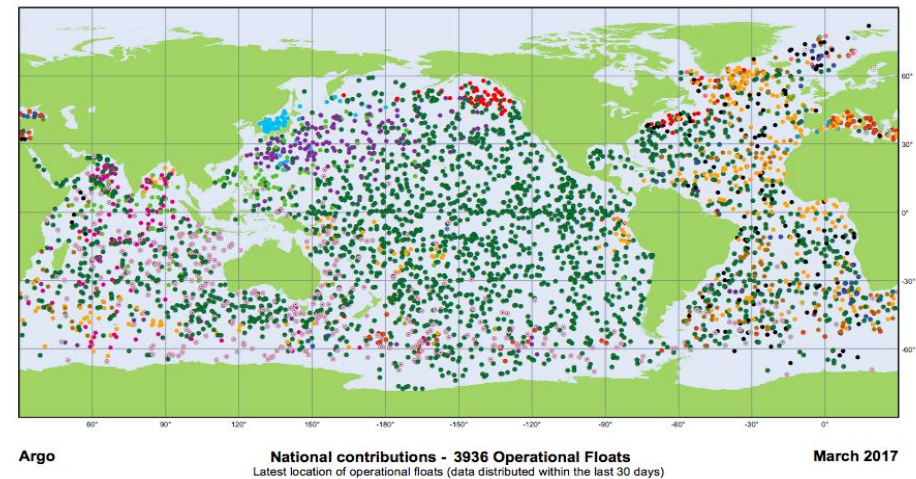 60°
30°
0°
-30°
-60°
60° 90° 120° 150° 180° -150° -120° -90° -60° -30° 0°
Argo National contributions - 3936 Operational Floats March 2017
Latest location of operational floats (data distributed within the last 30 days)